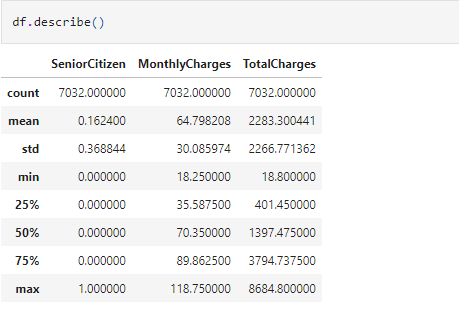 df.describe()
SeniorCitizen MonthlyCharges TotalCharges
count 7032.000000 7032.000000 7032.000000
mean 0.162400 64.798208 2283.300441
std 0.368844 30.085974 2266.771362
min 0.000000 18.250000 18.800000
25% 0.000000 35.587500 401.450000
50% 0.000000 70.350000 1397.475000
75% 0.000000 89.862500 3794.737500
max 1.000000 118.750000 8684.800000